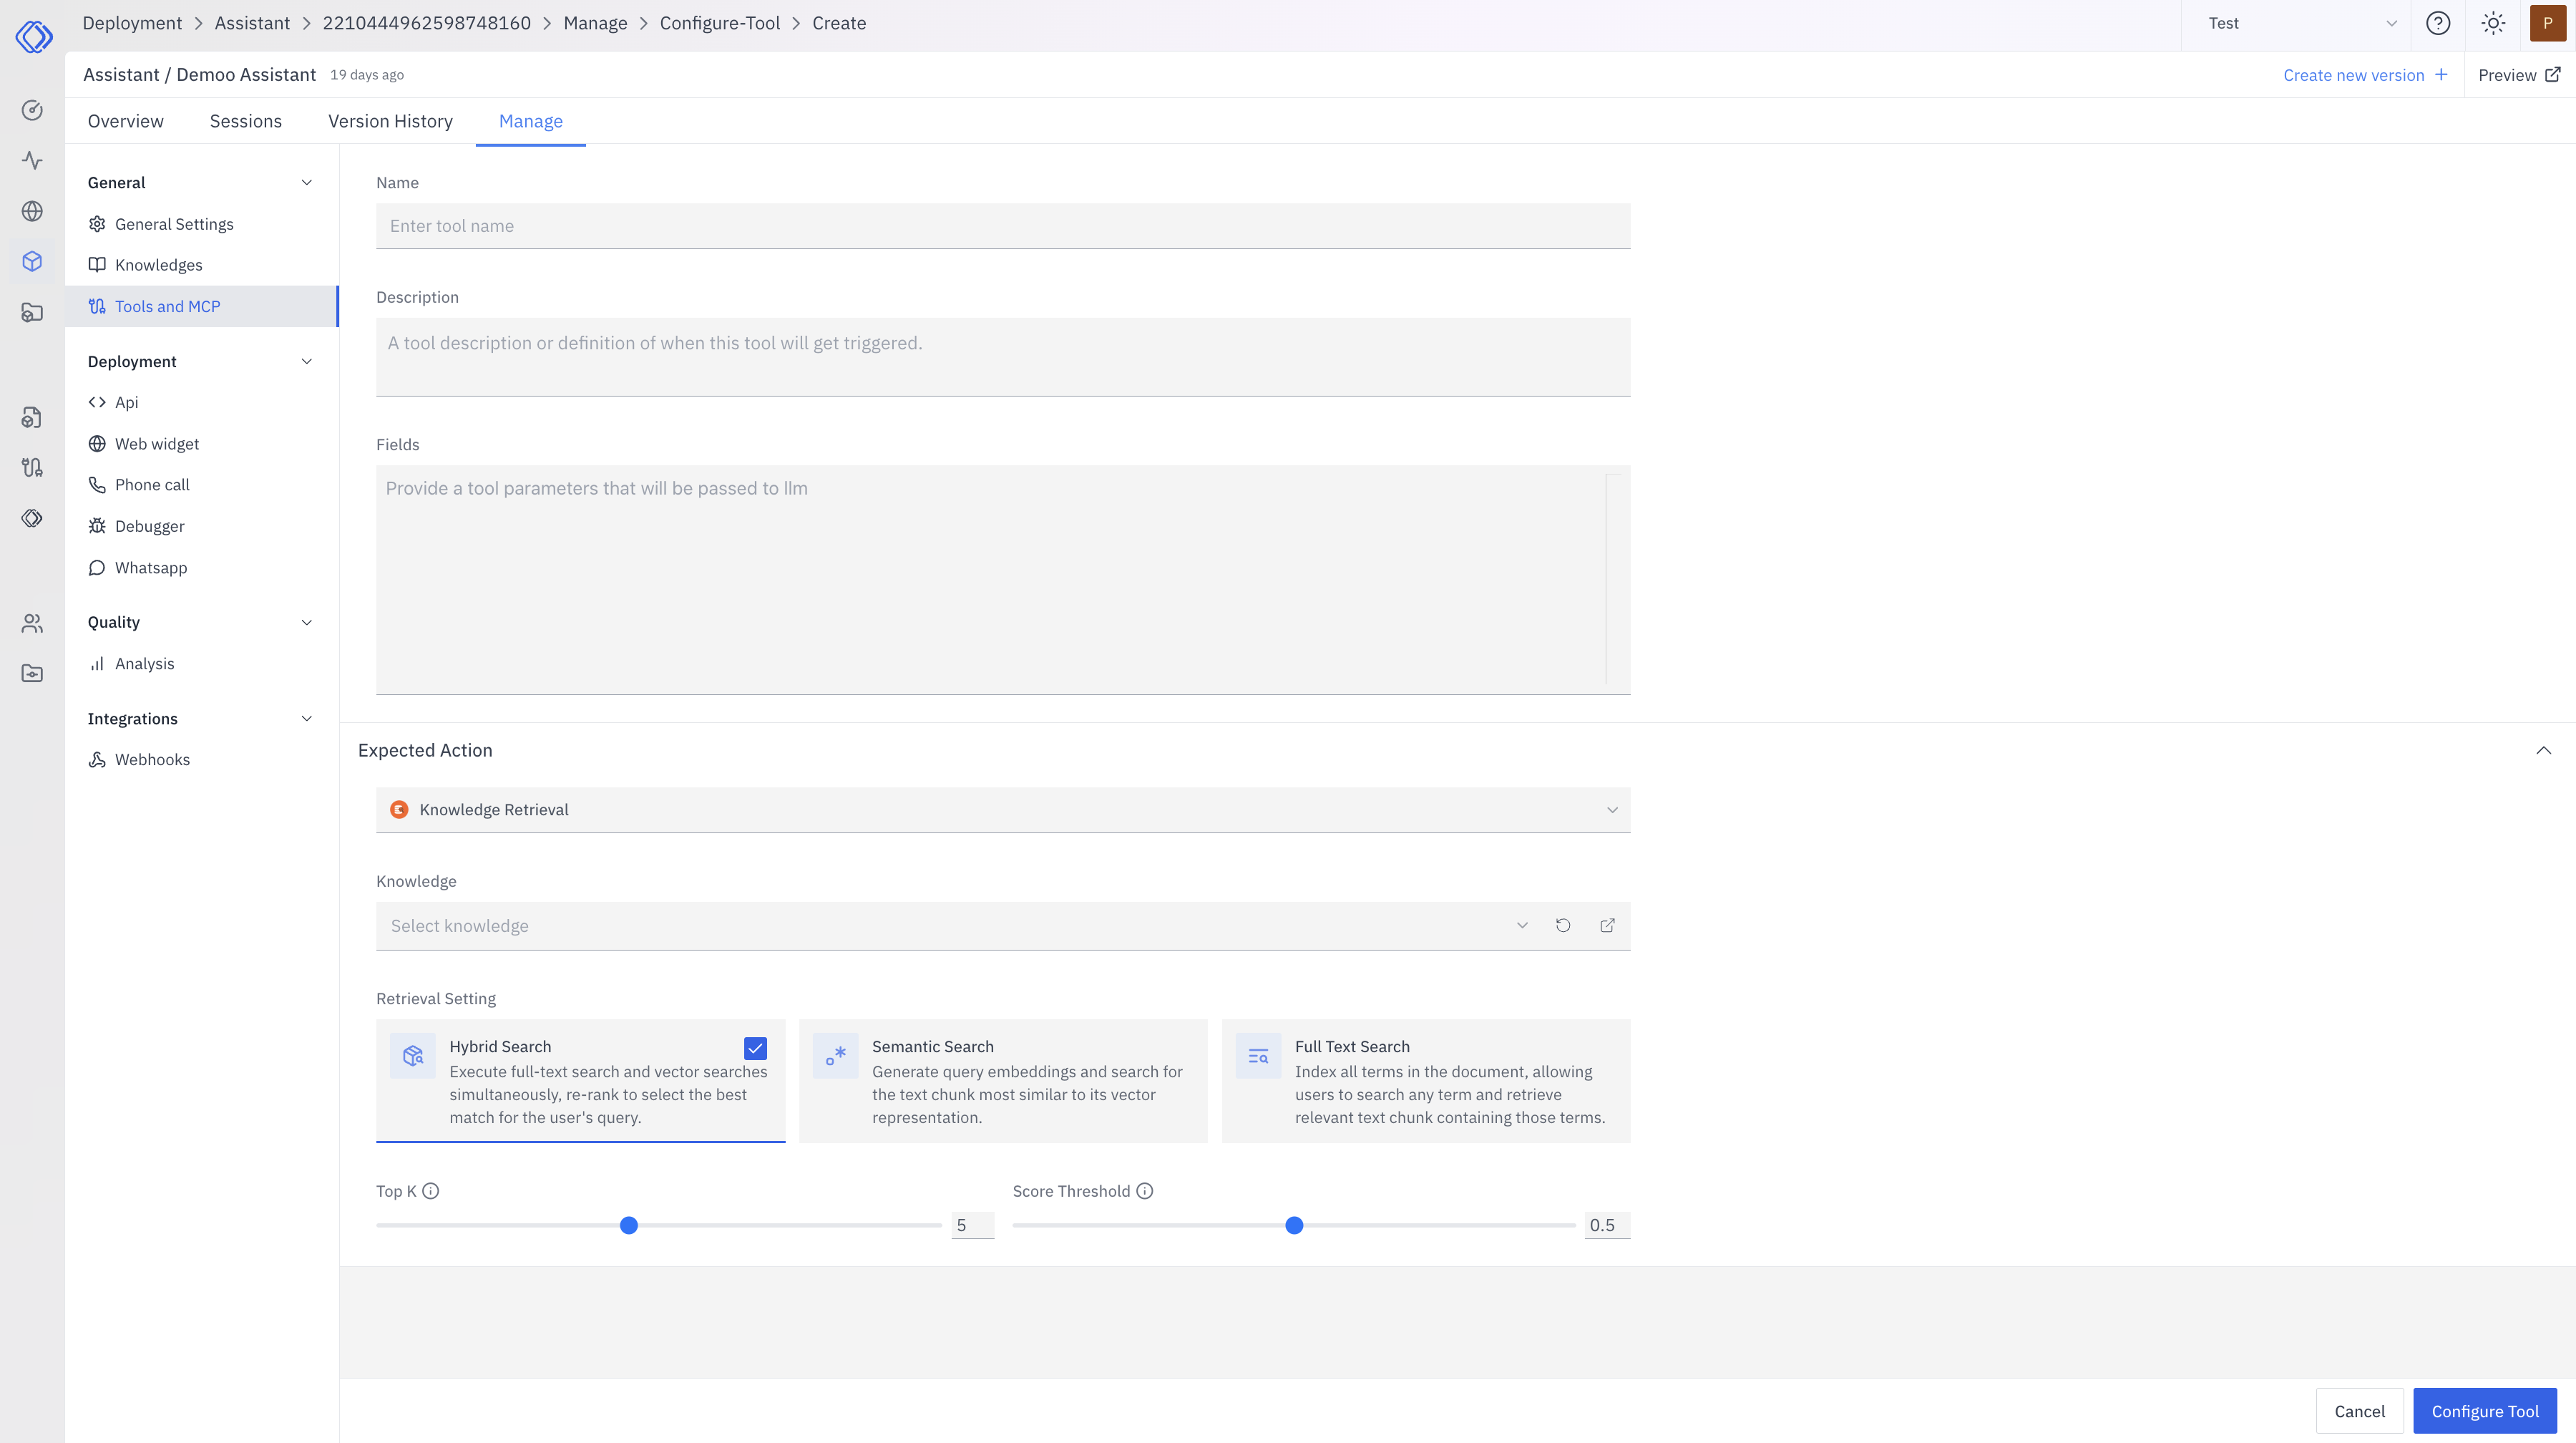 Deployment > Assistant > 2210444962598748160 > Manage > Configure-Tool > Create
Test
P
Assistant / Demoo Assistant 19 days ago
Create new version +
Preview
Overview
Sessions
Version History
Manage
General
General Settings
Knowledges
Tools and MCP
Deployment
Api
Web widget
Phone call
Debugger
Whatsapp
Quality
Analysis
Integrations
Webhooks
Name
Enter tool name
Description
A tool description or definition of when this tool will get triggered.
Fields
Provide a tool parameters that will be passed to llm
Expected Action
Knowledge Retrieval
Knowledge
Select knowledge
Retrieval Setting
Hybrid Search
Execute full-text search and vector searches
simultaneously, re-rank to select the best
match for the user's query.
Semantic Search
Generate query embeddings and search for
the text chunk most similar to its vector
representation.
Full Text Search
Index all terms in the document, allowing
users to search any term and retrieve
relevant text chunk containing those terms.
Top K
5
Score Threshold
0.5
Cancel
Configure Tool